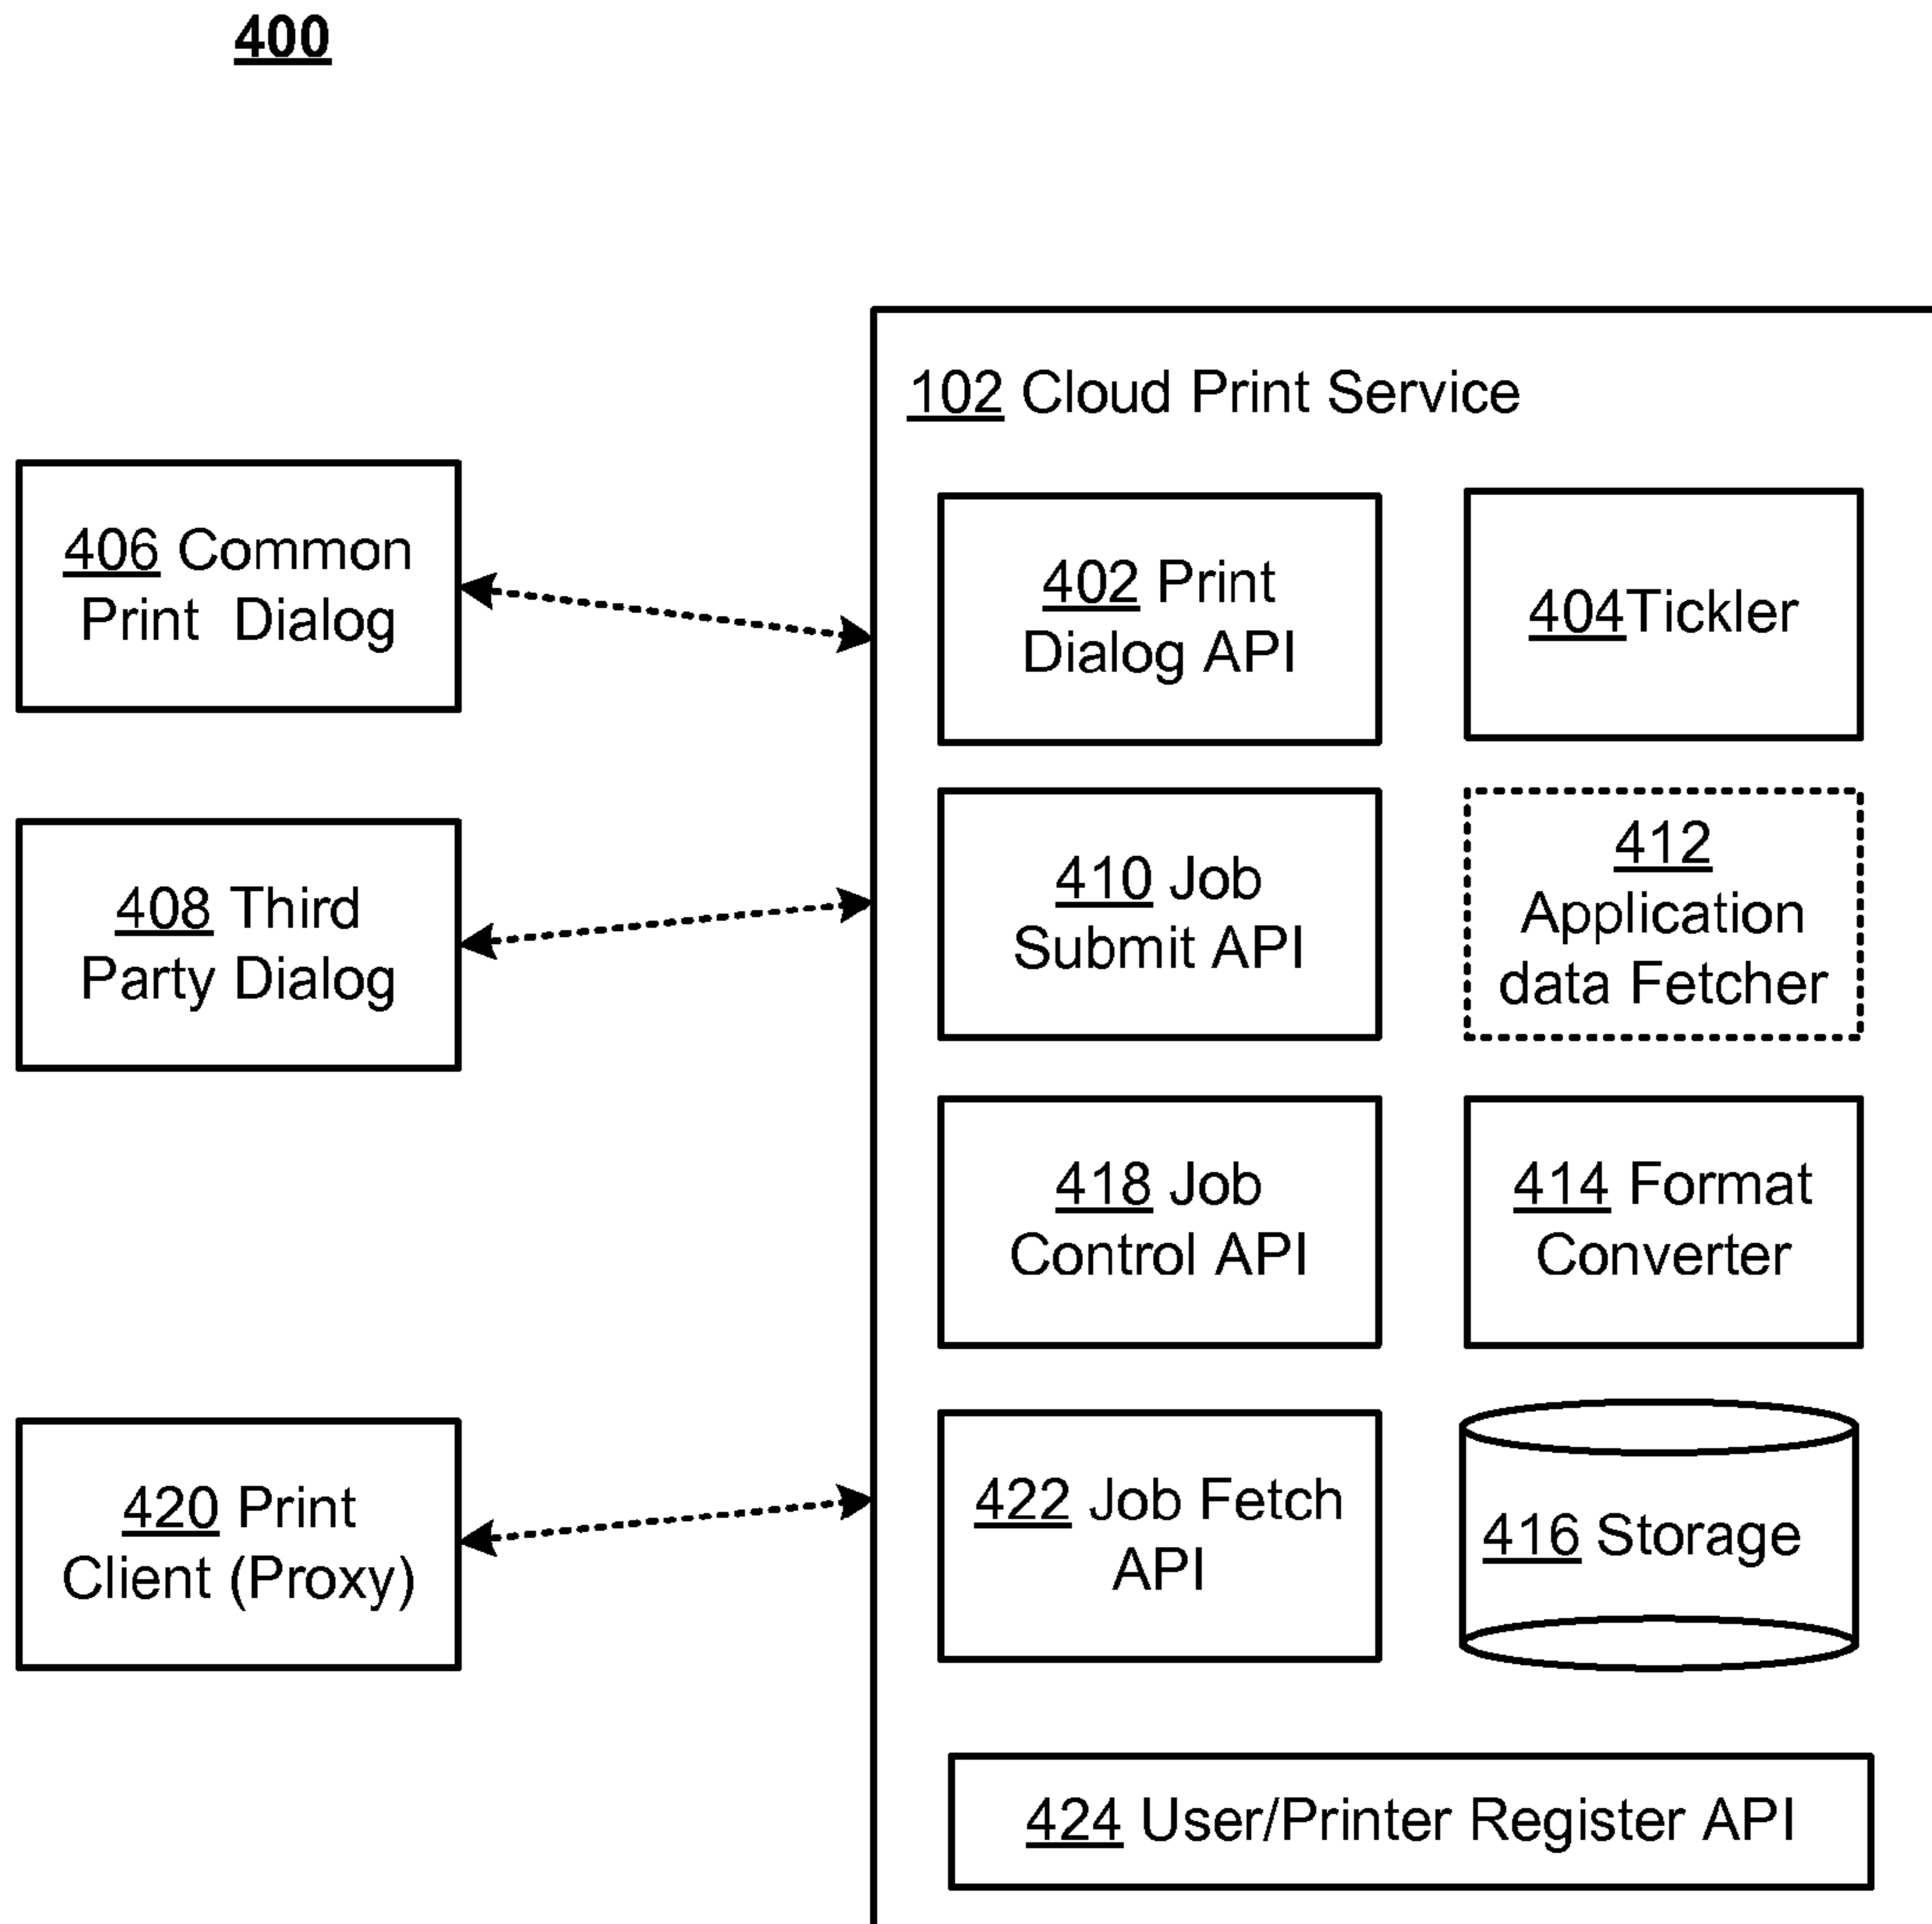 400
102 Cloud Print Service
406 Common
Print Dialog
402 Print
Dialog API
404Tickler
408 Third
Party Dialog
410 Job
Submit API
412
Application
data Fetcher
418 Job
Control API
414 Format
Converter
420 Print
Client (Proxy)
422 Job Fetch
API
416 Storage
424 User/Printer Register API